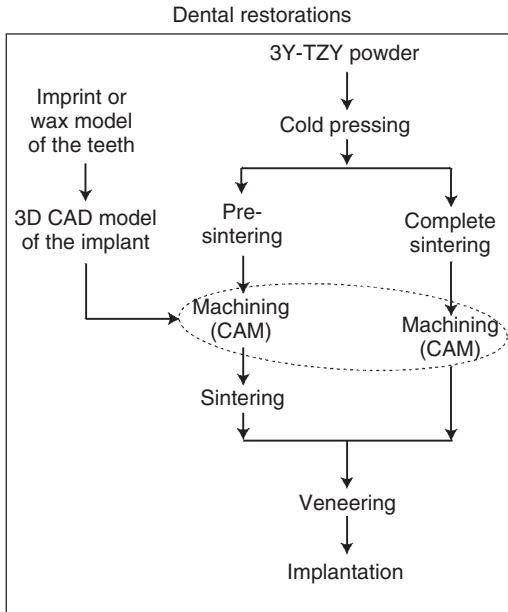 Dental restorations
3Y-TZY powder
Imprint or
wax model
of the teeth
Cold pressing
3D CAD model
of the implant
Pre-
sintering
Complete
sintering
Machining
(CAM)
Machining
(CAM)
Sintering
Veneering
Implantation